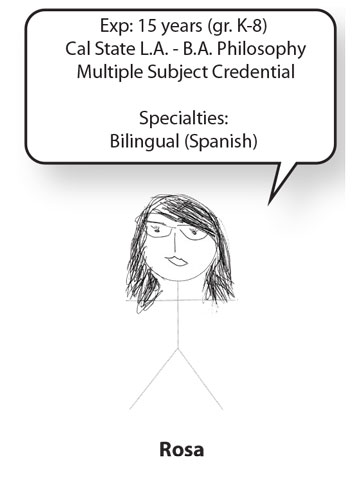 Exp: 15 years (gr. K-8)
Cal State L.A. - B.A. Philosophy
Multiple Subject Credential
Specialties:
Bilingual (Spanish)
Rosa